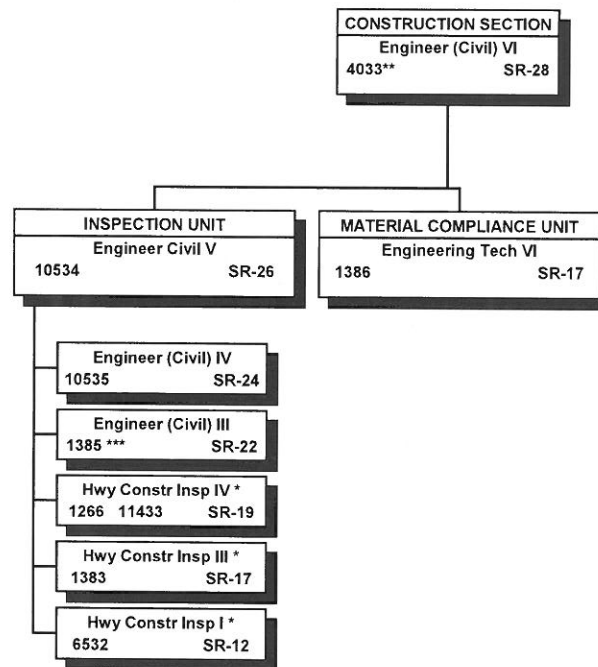 CONSTRUCTION SECTION
Engineer (Civil) VI
4033** SR-28
INSPECTION UNIT
Engineer Civil V
10534 SR-26
MATERIAL COMPLIANCE UNIT
Engineering Tech VI
1386 SR-17
Engineer (Civil) IV
10535 SR-24
Engineer (Civil) III
1385 *** SR-22
Hwy Constr Insp IV *
1266 11433 SR-19
Hwy Constr Insp III *
1383 SR-17
Hwy Constr Insp I *
6532 SR-12